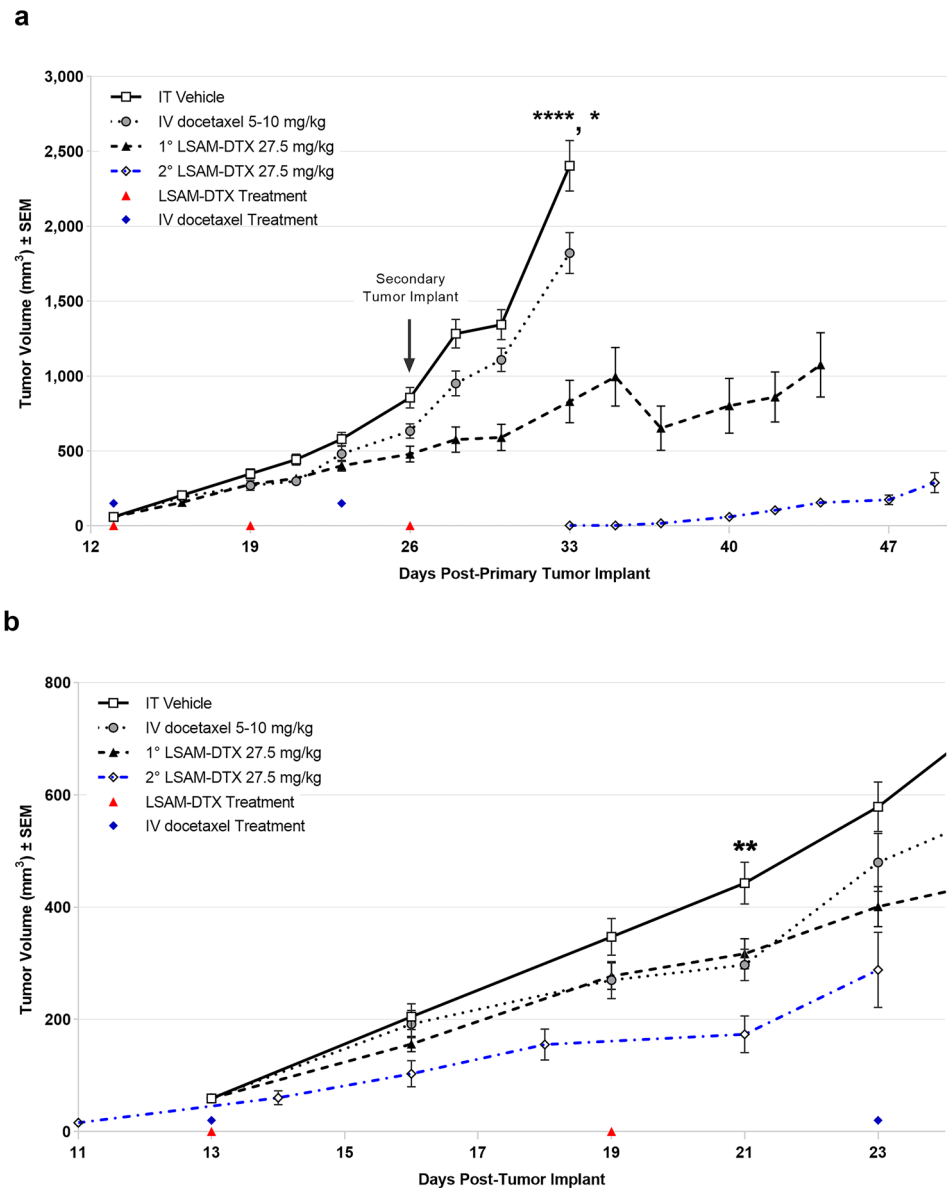 a
3,000
2,500
2,000
1,500
1,000
500
0
Tumor Volume (mm³) ± SEM
IT Vehicle
IV docetaxel 5-10 mg/kg
1° LSAM-DTX 27.5 mg/kg
2° LSAM-DTX 27.5 mg/kg
LSAM-DTX Treatment
IV docetaxel Treatment
****, *
Secondary
Tumor Implant
12 19 26 33 40 47
Days Post-Primary Tumor Implant
b
800
600
400
200
0
Tumor Volume (mm³) ± SEM
IT Vehicle
IV docetaxel 5-10 mg/kg
1° LSAM-DTX 27.5 mg/kg
2° LSAM-DTX 27.5 mg/kg
LSAM-DTX Treatment
IV docetaxel Treatment
**
11 13 15 17 19 21 23
Days Post-Tumor Implant